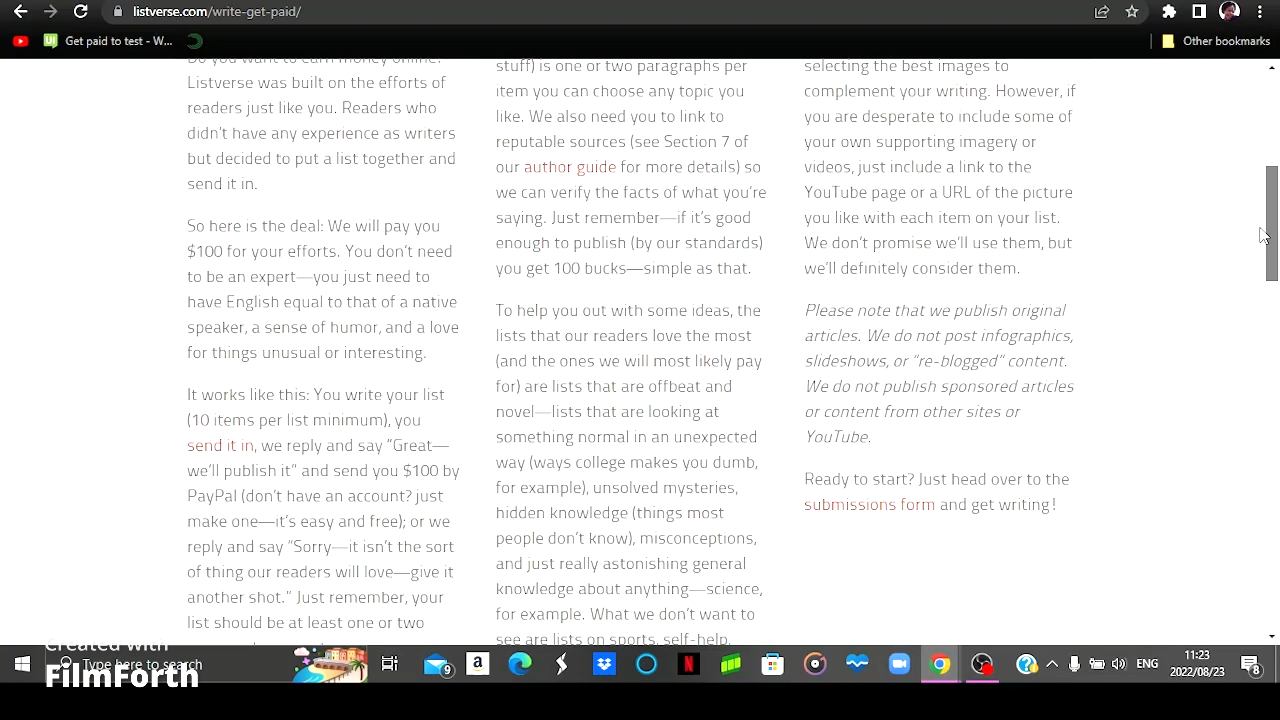 listverse.com/write-get-paid/
Get paid to test - W...
Other bookmarks
Do you want to earn money online?
Listverse was built on the efforts of
readers just like you. Readers who
didn't have any experience as writers
but decided to put a list together and
send it in.
So here is the deal: We will pay you
$100 for your efforts. You don't need
to be an expert—you just need to
have English equal to that of a native
speaker, a sense of humor, and a love
for things unusual or interesting.
It works like this: You write your list
(10 items per list minimum), you
send it in, we reply and say “Great—
we'll publish it” and send you $100 by
PayPal (don't have an account? just
make one—it's easy and free); or we
reply and say “Sorry—it isn't the sort
of thing our readers will love—give it
another shot.” Just remember, your
list should be at least one or two
stuff) is one or two paragraphs per
item you can choose any topic you
like. We also need you to link to
reputable sources (see Section 7 of
our author guide for more details) so
we can verify the facts of what you're
saying. Just remember—if it's good
enough to publish (by our standards)
you get 100 bucks—simple as that.
To help you out with some ideas, the
lists that our readers love the most
(and the ones we will most likely pay
for) are lists that are offbeat and
novel—lists that are looking at
something normal in an unexpected
way (ways college makes you dumb,
for example), unsolved mysteries,
hidden knowledge (things most
people don't know), misconceptions,
and just really astonishing general
knowledge about anything—science,
for example. What we don't want to
see are lists on sports, self-help,
selecting the best images to
complement your writing. However, if
you are desperate to include some of
your own supporting imagery or
videos, just include a link to the
YouTube page or a URL of the picture
you like with each item on your list.
We don't promise we'll use them, but
we'll definitely consider them.
Please note that we publish original
articles. We do not post infographics,
slideshows, or “re-blogged” content.
We do not publish sponsored articles
or content from other sites or
YouTube.
Ready to start? Just head over to the
submissions form and get writing!
Created with
FilmForth
Type here to search
9
ENG
11:23
2022/08/23
8